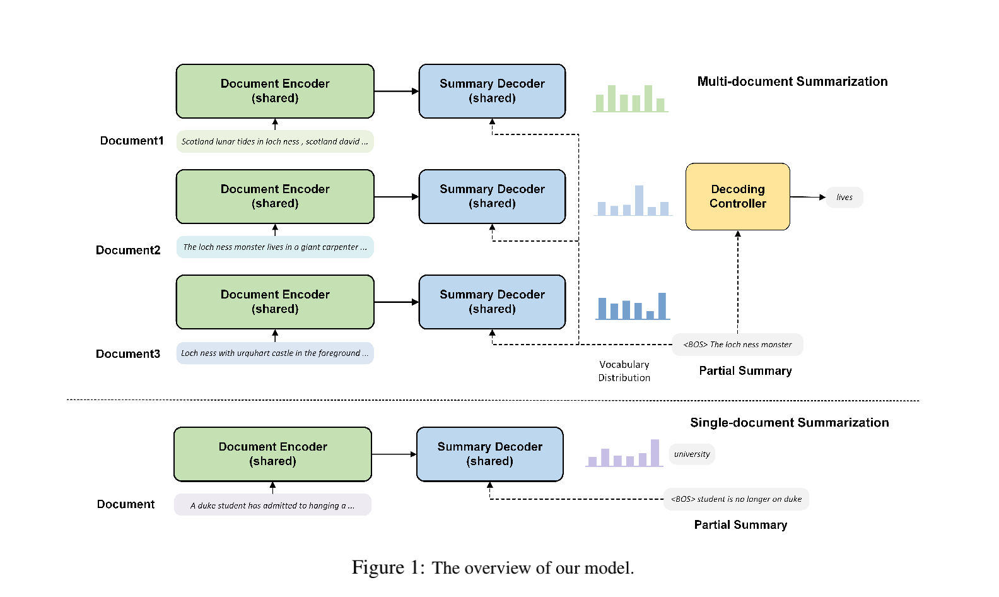 Multi-document Summarization
Document Encoder
(shared)
Summary Decoder
(shared)
Document1
Scotland lunar tides in loch ness , scotland david ...
Document Encoder
(shared)
Summary Decoder
(shared)
Decoding
Controller
lives
Document2
The loch ness monster lives in a giant carpenter ...
Document Encoder
(shared)
Summary Decoder
(shared)
Document3
Loch ness with urquhart castle in the foreground ...
<BOS> The loch ness monster
Vocabulary
Distribution
Partial Summary
Single-document Summarization
Document Encoder
(shared)
Summary Decoder
(shared)
university
Document
A duke student has admitted to hanging a ...
<BOS> student is no longer on duke
Partial Summary
Figure 1: The overview of our model.